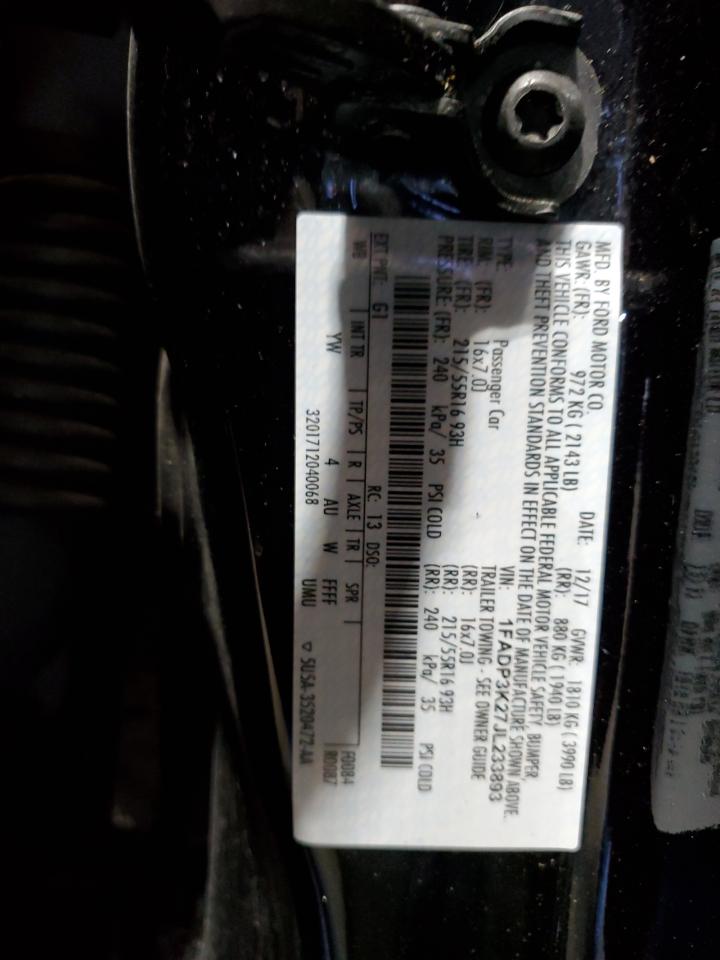 MFD. BY FORD MOTOR CO.
DATE: 12/17 GVWR: 1810 KG ( 3990 LB)
GAWR: (FR): 972 KG ( 2143 LB) (RR): 880 KG ( 1940 LB)
THIS VEHICLE CONFORMS TO ALL APPLICABLE FEDERAL MOTOR VEHICLE SAFETY, BUMPER,
AND THEFT PREVENTION STANDARDS IN EFFECT ON THE DATE OF MANUFACTURE SHOWN ABOVE.
VIN: 1FADP3K27JL233893
TYPE: Passenger Car TRAILER TOWING - SEE OWNER GUIDE
RIM: (FR): 16x7.0J (RR): 16x7.0J
TIRE: (FR): 215/55R16 93H (RR): 215/55R16 93H
PRESSURE: (FR): 240 kPa/ 35 PSI COLD (RR): 240 kPa/ 35 PSI COLD
EXT PNT: G1 RC: 13 DSO: F0084
R0087
WB INT TR TP/PS R AXLE TR SPR
YW 4 AU W FFFF
3201712040068 UMU 5U5A-3520472-AA